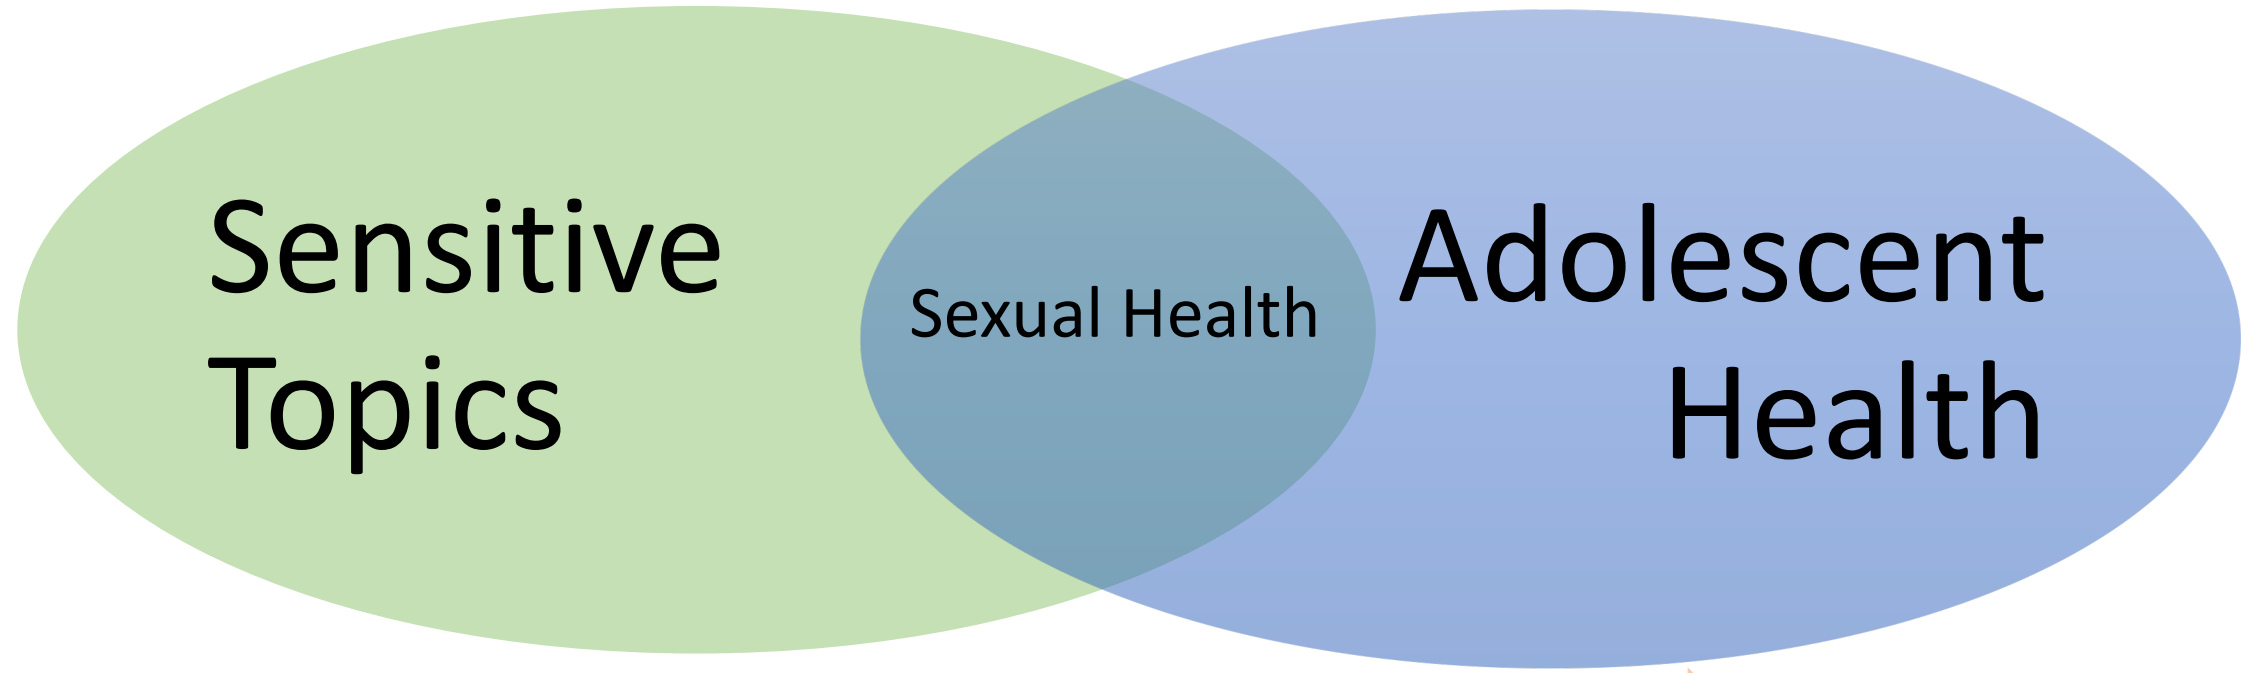 Sensitive
Topics
Sexual Health
Adolescent
Health